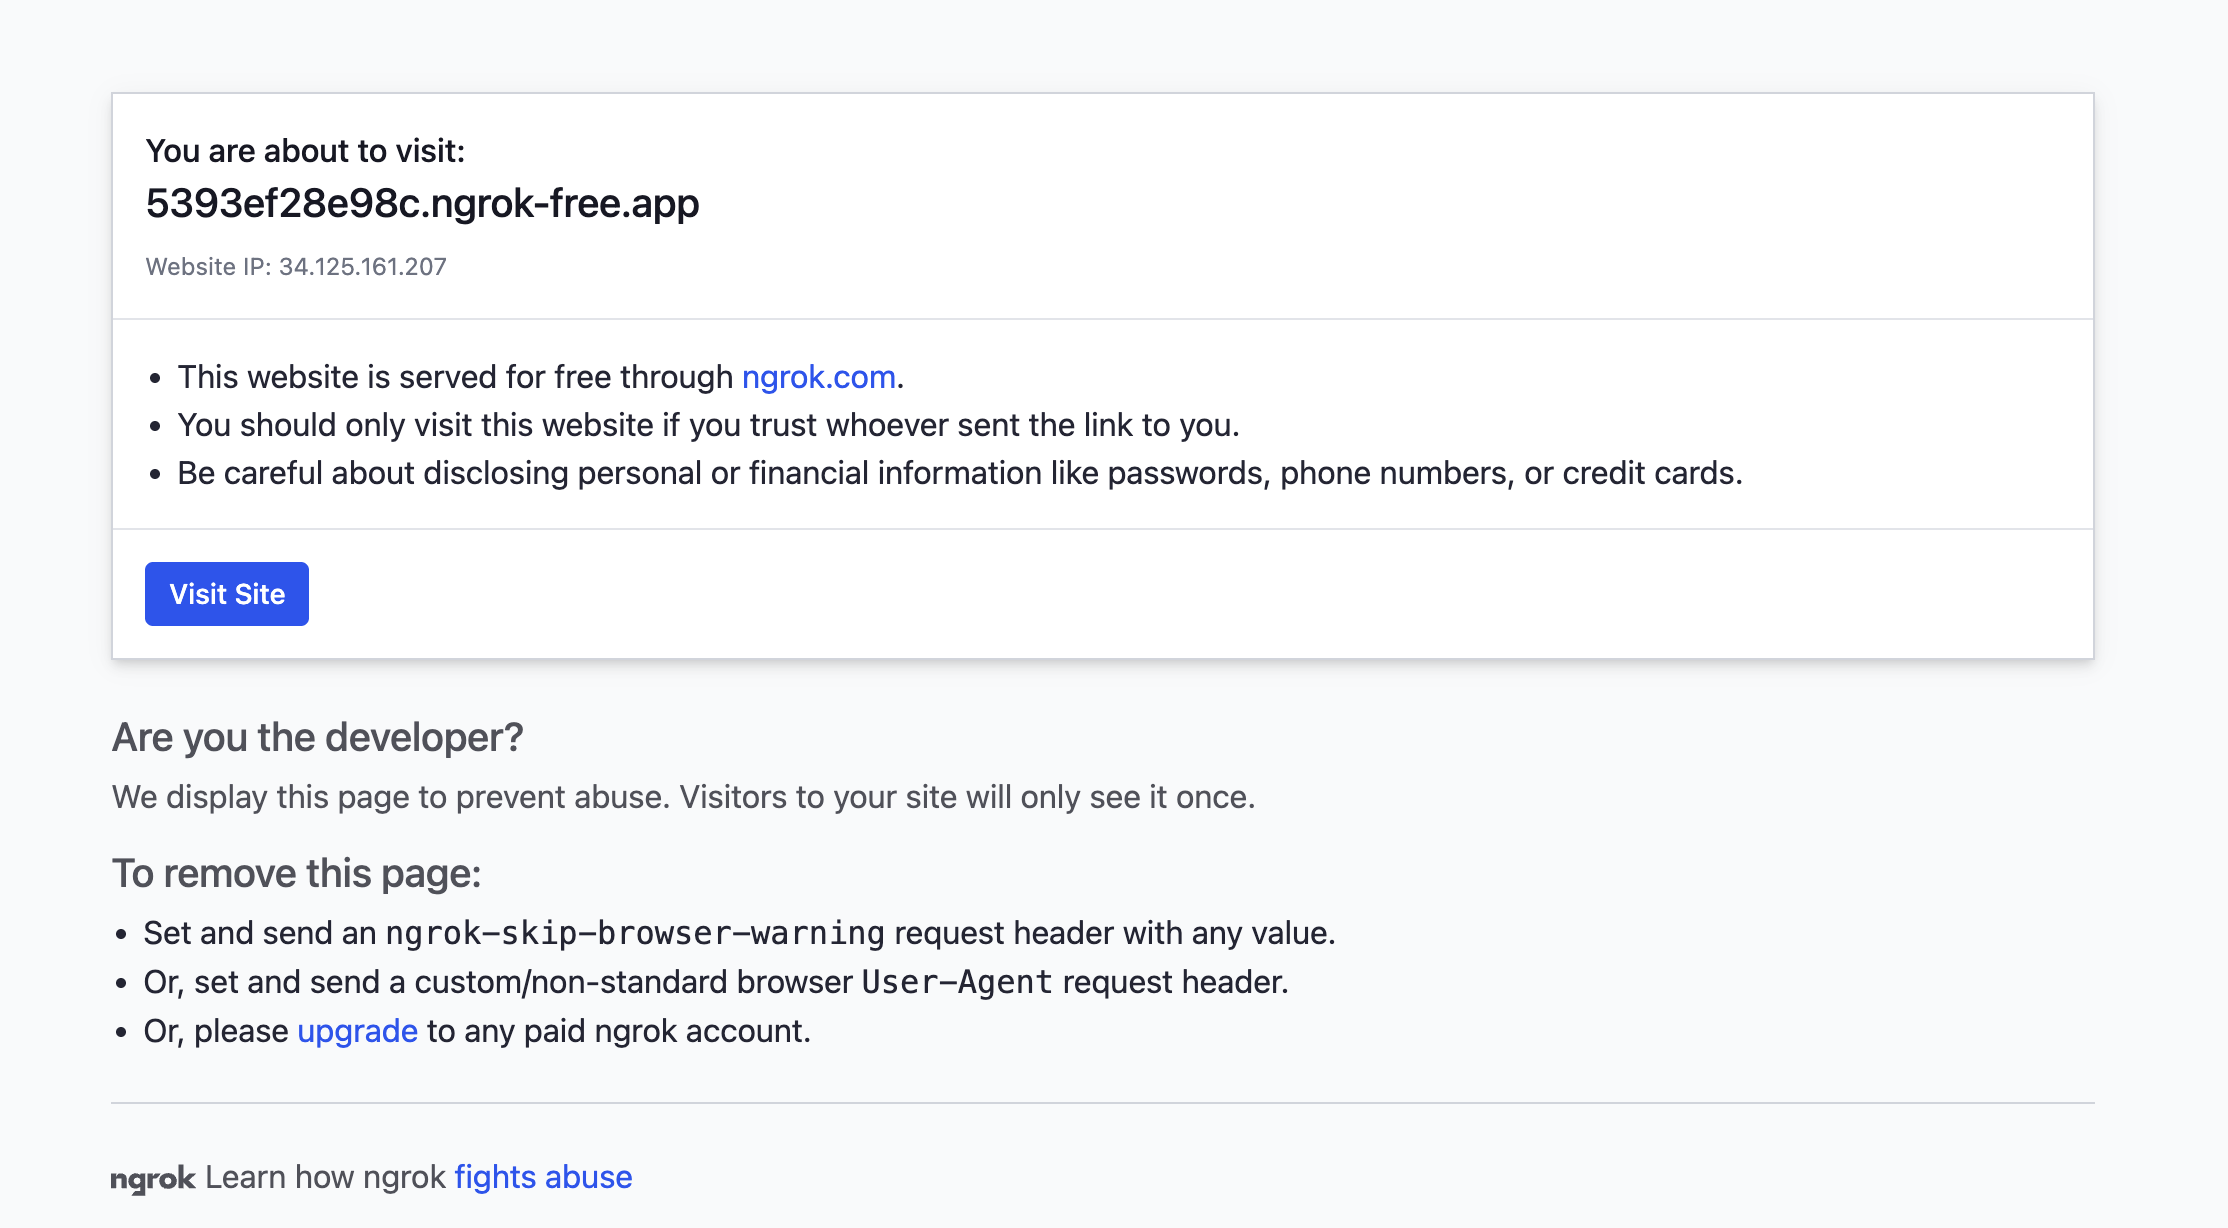 You are about to visit:
5393ef28e98c.ngrok-free.app
Website IP: 34.125.161.207
• This website is served for free through ngrok.com.
• You should only visit this website if you trust whoever sent the link to you.
• Be careful about disclosing personal or financial information like passwords, phone numbers, or credit cards.
Visit Site
Are you the developer?
We display this page to prevent abuse. Visitors to your site will only see it once.
To remove this page:
• Set and send an ngrok-skip-browser-warning request header with any value.
• Or, set and send a custom/non-standard browser User-Agent request header.
• Or, please upgrade to any paid ngrok account.
ngrok Learn how ngrok fights abuse